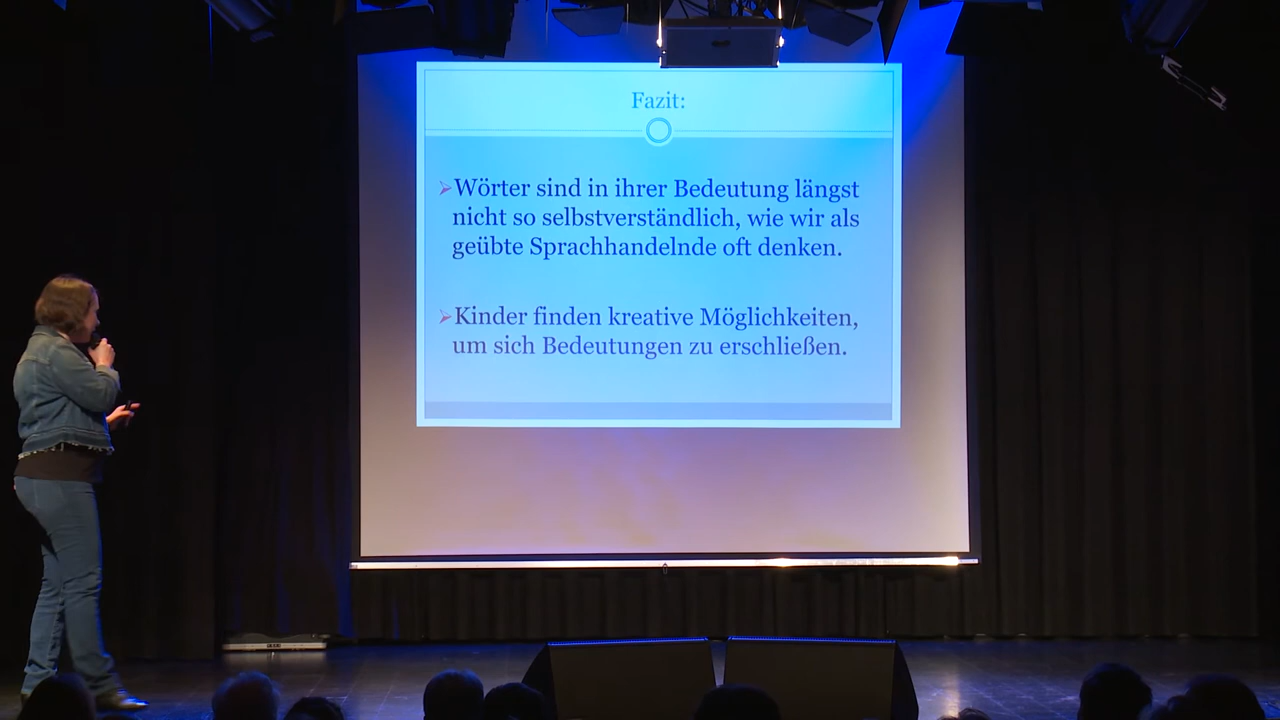 Fazit:
Wörter sind in ihrer Bedeutung längst
nicht so selbstverständlich, wie wir als
geübte Sprachhandelnde oft denken.
Kinder finden kreative Möglichkeiten,
um sich Bedeutungen zu erschließen.